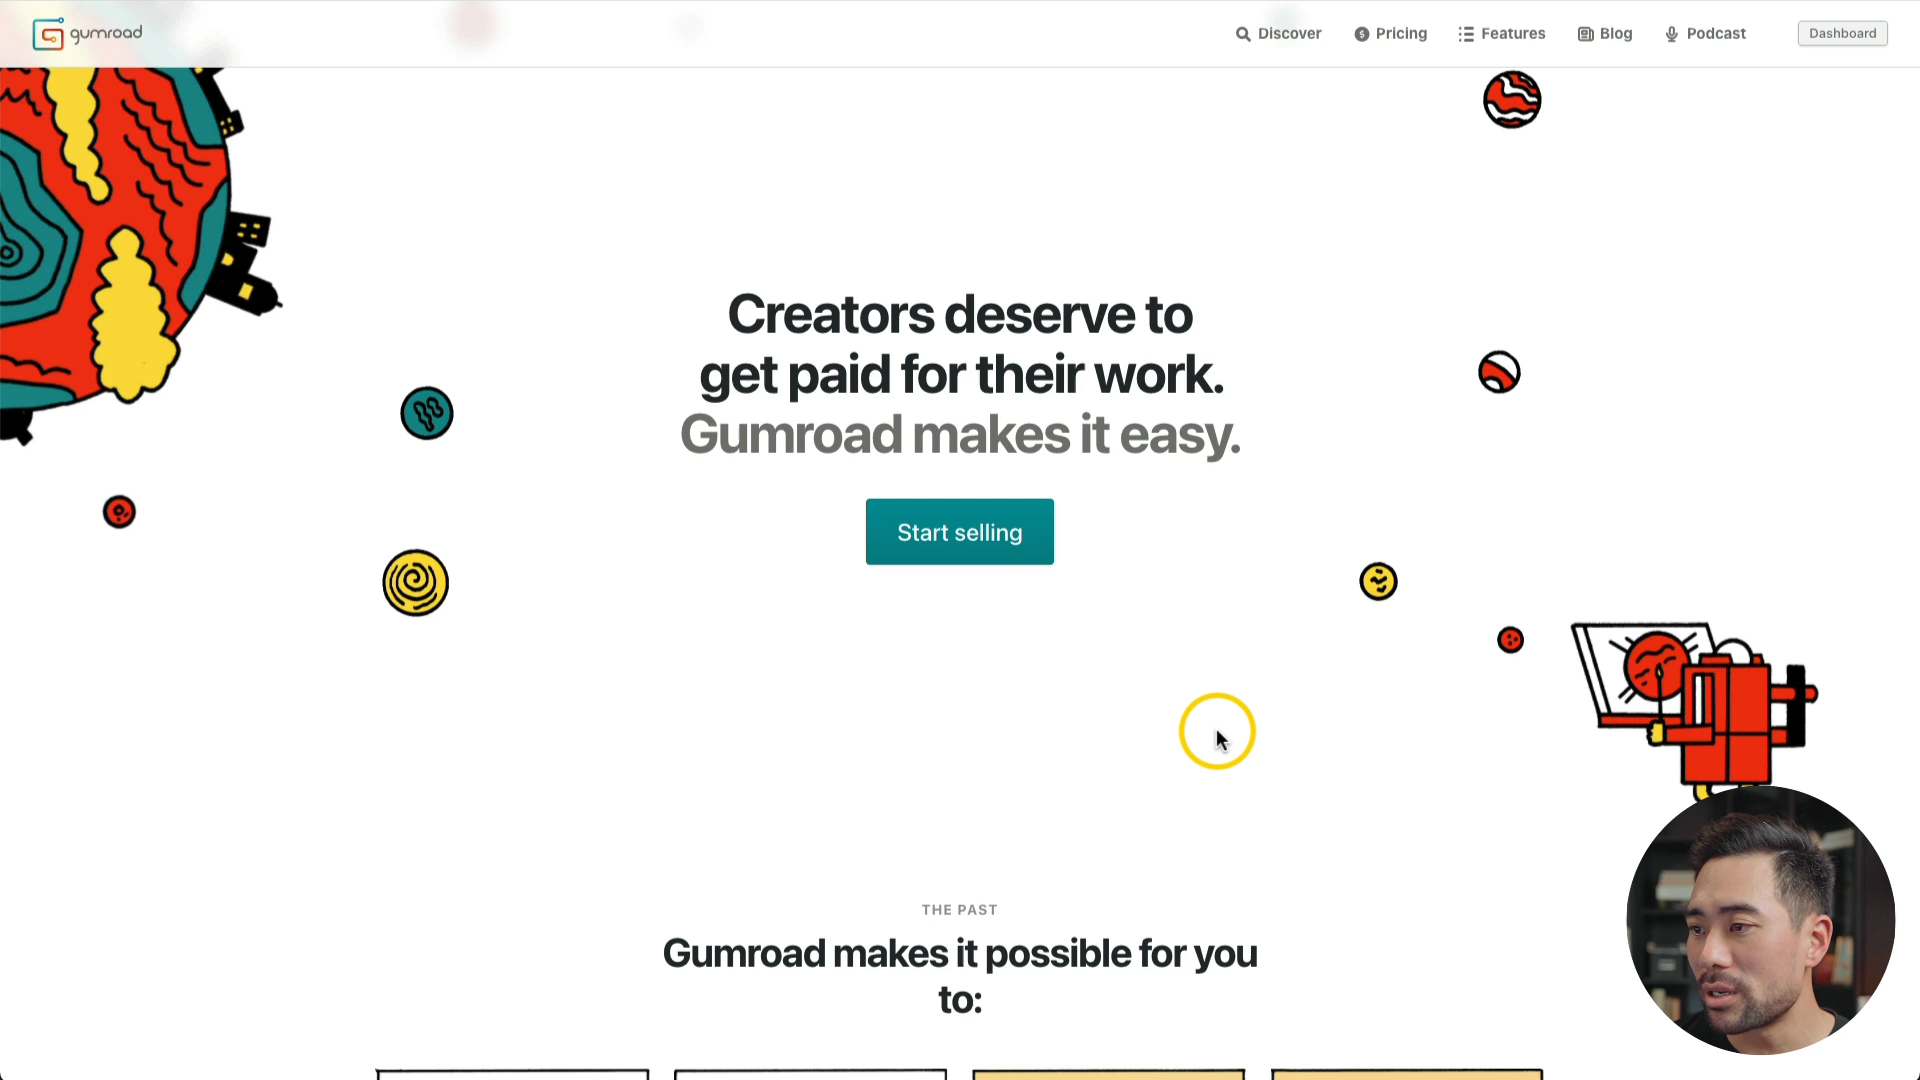 gumroad
Discover
Pricing
Features
Blog
Podcast
Dashboard
Creators deserve to
get paid for their work.
Gumroad makes it easy.
Start selling
THE PAST
Gumroad makes it possible for you
to: